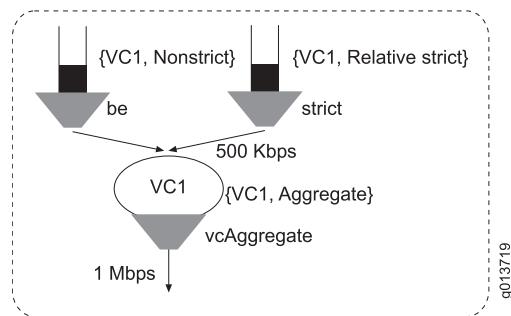 {VC1, Nonstrict}
{VC1, Relative strict}
be
strict
500 Kbps
VC1
{VC1, Aggregate}
vcAggregate
1 Mbps
g013719